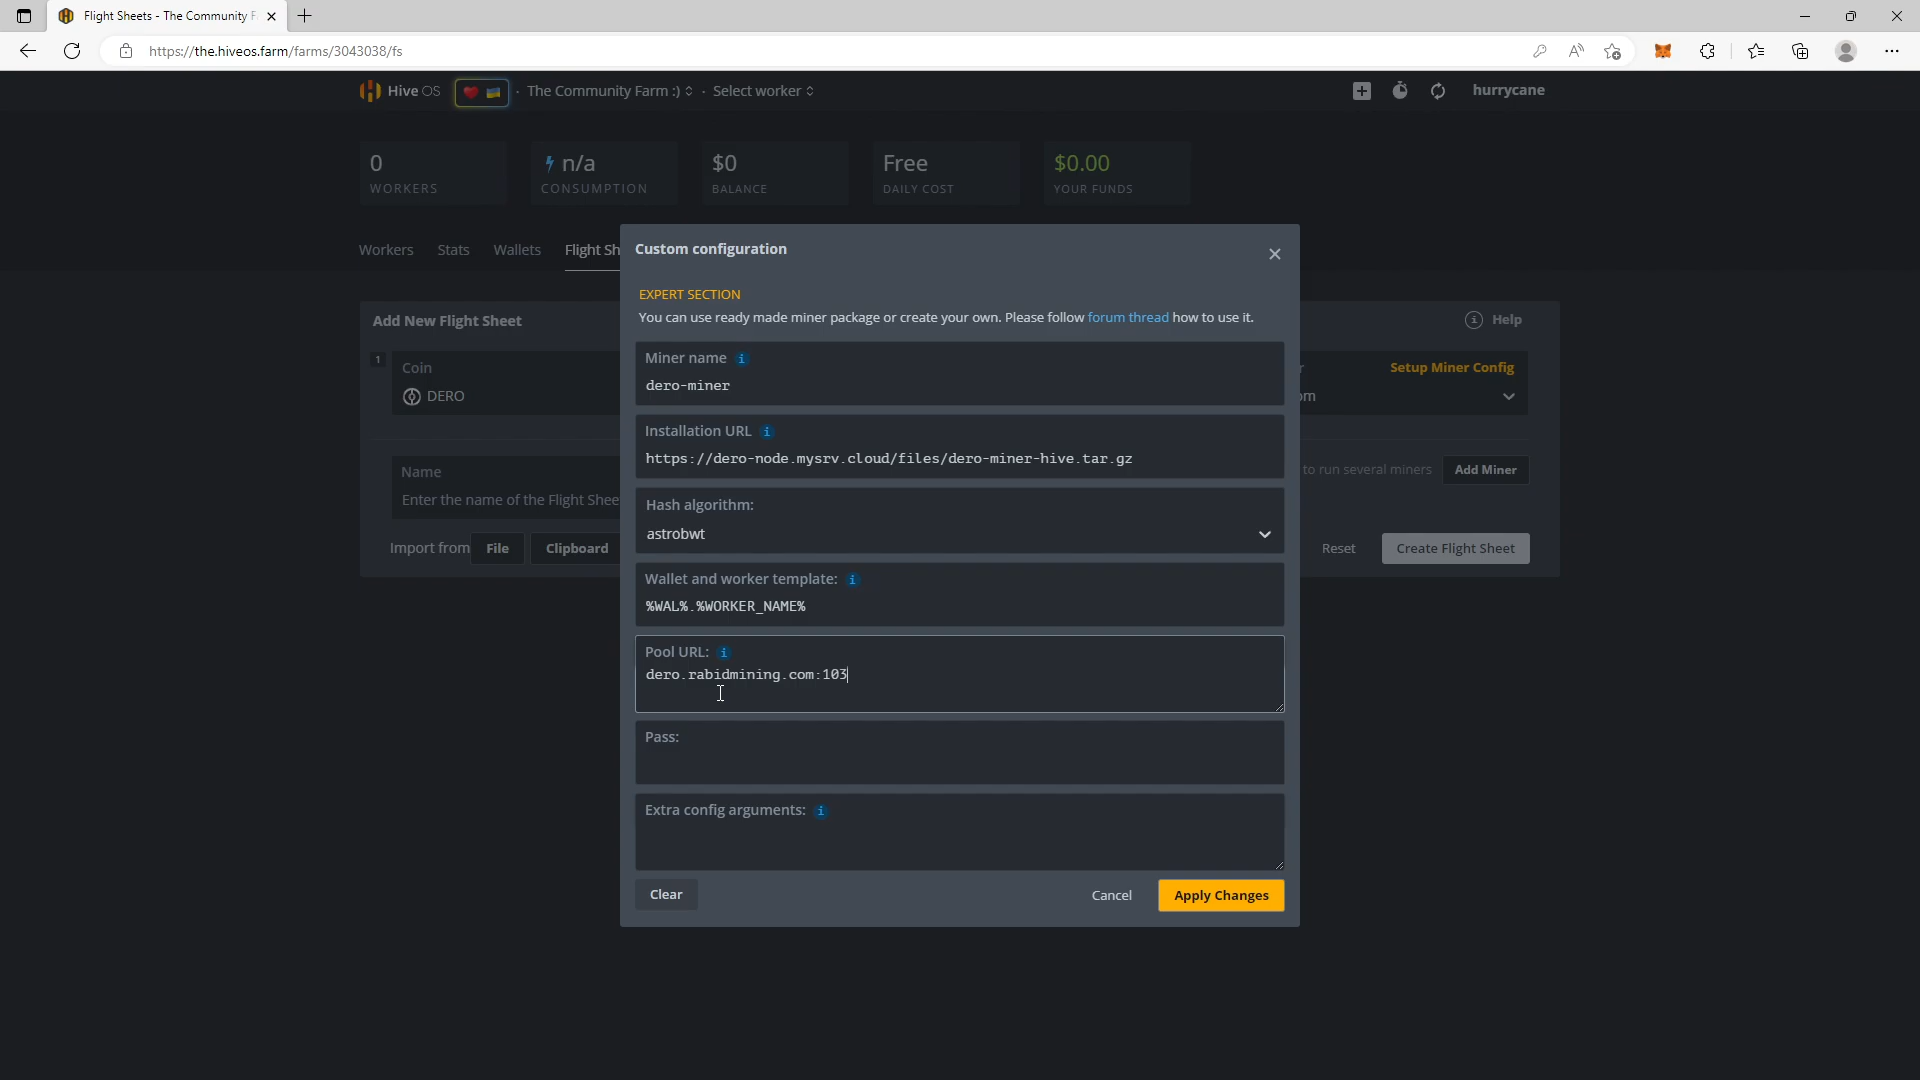 Flight Sheets - The Community F
https://the.hiveos.farm/farms/3043038/fs
Hive OS · The Community Farm :) · Select worker
hurrycane
0
WORKERS
n/a
CONSUMPTION
$0
BALANCE
Free
DAILY COST
$0.00
YOUR FUNDS
Workers Stats Wallets Flight Sh
Custom configuration
EXPERT SECTION
You can use ready made miner package or create your own. Please follow forum thread how to use it.
Add New Flight Sheet
Help
1
Coin
DERO
r
Setup Miner Config
om
Miner name
dero-miner
Installation URL
https://dero-node.mysrv.cloud/files/dero-miner-hive.tar.gz
Name
Enter the name of the Flight Shee
to run several miners
Add Miner
Hash algorithm:
astrobwt
Import from File Clipboard
Reset
Create Flight Sheet
Wallet and worker template:
%WAL%.%WORKER_NAME%
Pool URL:
dero.rabidmining.com:103
Pass:
Extra config arguments:
Clear
Cancel
Apply Changes